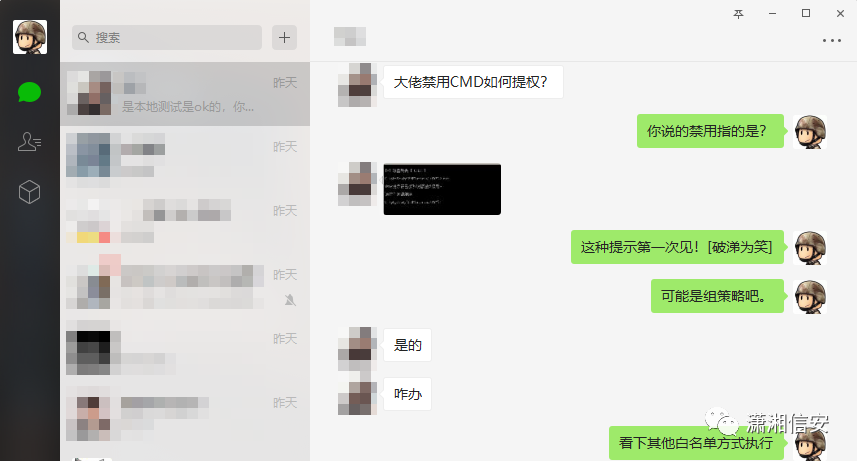 搜索
昨天
是本地测试是ok的，你...
昨天
昨天
昨天
昨天
昨天
大佬禁用CMD如何提权？
你说的禁用指的是？
这种提示第一次见！[破涕为笑]
可能是组策略吧。
是的
咋办
看下其他白名单方式执行
潇湘信安